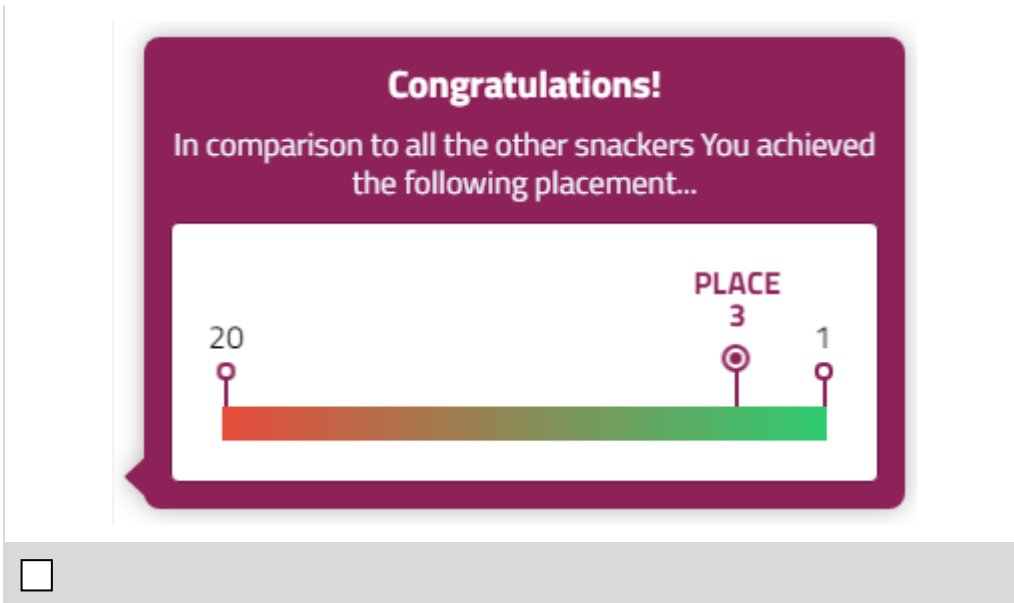 Congratulations!
In comparison to all the other snackers You achieved
the following placement...
PLACE
3
20
1